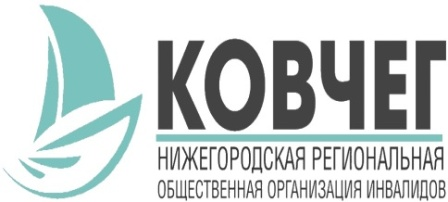 КОВЧЕГ
НИЖЕГОРОДСКАЯ РЕГИОНАЛЬНАЯ
ОБЩЕСТВЕННАЯ ОРГАНИЗАЦИЯ ИНВАЛИДОВ